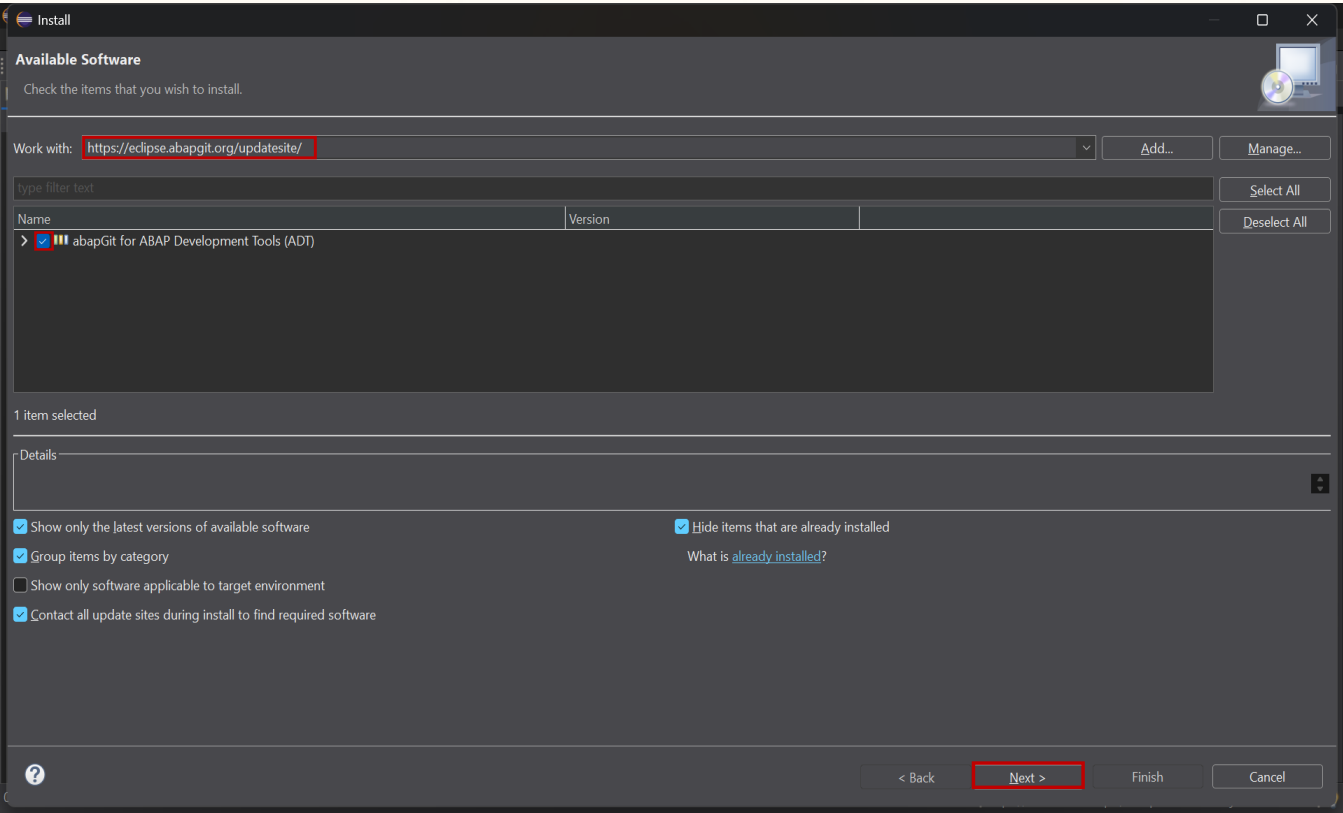 Install
Available Software
Check the items that you wish to install.
Work with: https://eclipse.abapgit.org/updatesite/ Add... Manage...
type filter text Select All
Name Version Deselect All
abapGit for ABAP Development Tools (ADT)
1 item selected
Details
Show only the latest versions of available software Hide items that are already installed
Group items by category What is already installed?
Show only software applicable to target environment
Contact all update sites during install to find required software
? < Back Next > Finish Cancel